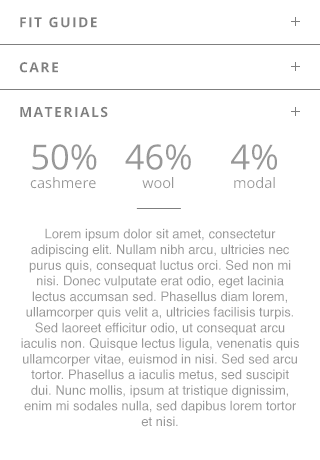 FIT GUIDE +
CARE +
MATERIALS +
50% 46% 4%
cashmere wool modal
Lorem ipsum dolor sit amet, consectetur
adipiscing elit. Nullam nibh arcu, ultricies nec
purus quis, consequat luctus orci. Sed non mi
nisi. Donec vulputate erat odio, eget lacinia
lectus accumsan sed. Phasellus diam lorem,
ullamcorper quis velit a, ultricies facilisis turpis.
Sed laoreet efficitur odio, ut consequat arcu
iaculis non. Quisque lectus ligula, venenatis quis
ullamcorper vitae, euismod in nisi. Sed sed arcu
tortor. Phasellus a iaculis metus, sed suscipit
dui. Nunc mollis, ipsum at tristique dignissim,
enim mi sodales nulla, sed dapibus lorem tortor
et nisi.